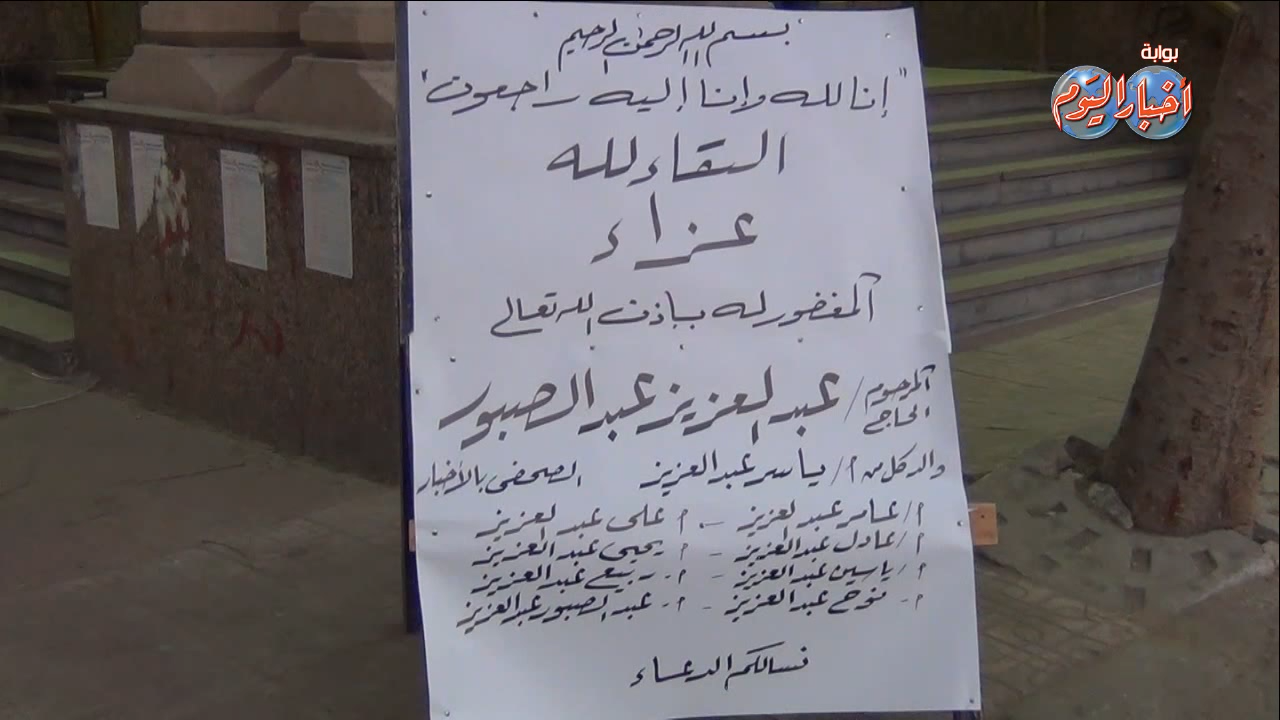 بسم الله الرحمن الرحيم
"إنا لله وإنا إليه راجعون"
البقاء لله
عزاء
المغفور له بإذن الله تعالى
المرحوم الحاج / عبد العزيز عبد الصبور
والد كل من أ/ ياسر عبد العزيز الصحفى بالأخبار
أ/ عامر عبد العزيز - أ على عبد العزيز
أ/ عادل عبد العزيز - أ يحيى عبد العزيز
أ/ ياسين عبد العزيز - أ- ربيع عبد العزيز
أ- نوح عبد العزيز - أ- عبد الصبور عبد العزيز
نسألكم الدعاء
بوابة
أخبار اليوم